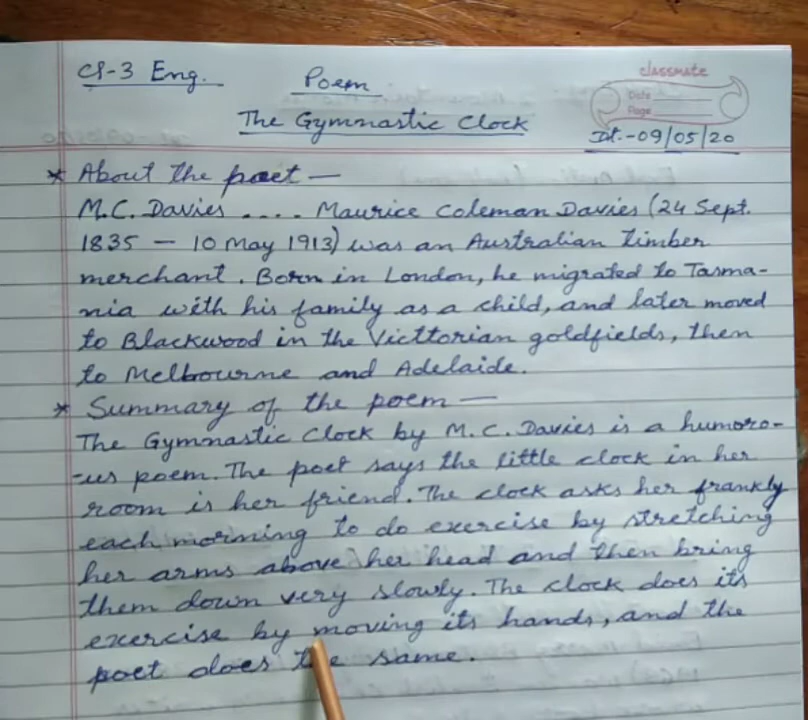 Cl-3 Eng.
Poem
classmate
Date
Page
The Gymnastic Clock
Dt.-09/05/20
* About the poet —
M.C. Davies .... Maurice Coleman Davies (24 Sept.
1835 — 10 May 1913) was an Australian timber
merchant. Born in London, he migrated to Tasma-
nia with his family as a child, and later moved
to Blackwood in the Victtorian goldfields, then
to Melbourne and Adelaide.
* Summary of the poem —
The Gymnastic Clock by M.C. Davies is a humoro-
-us poem. The poet says the little clock in her
room is her friend. The clock asks her frankly
each morning to do exercise by stretching
her arms above her head and then bring
them down very slowly. The clock does its
exercise by moving its hands, and the
poet does the same.